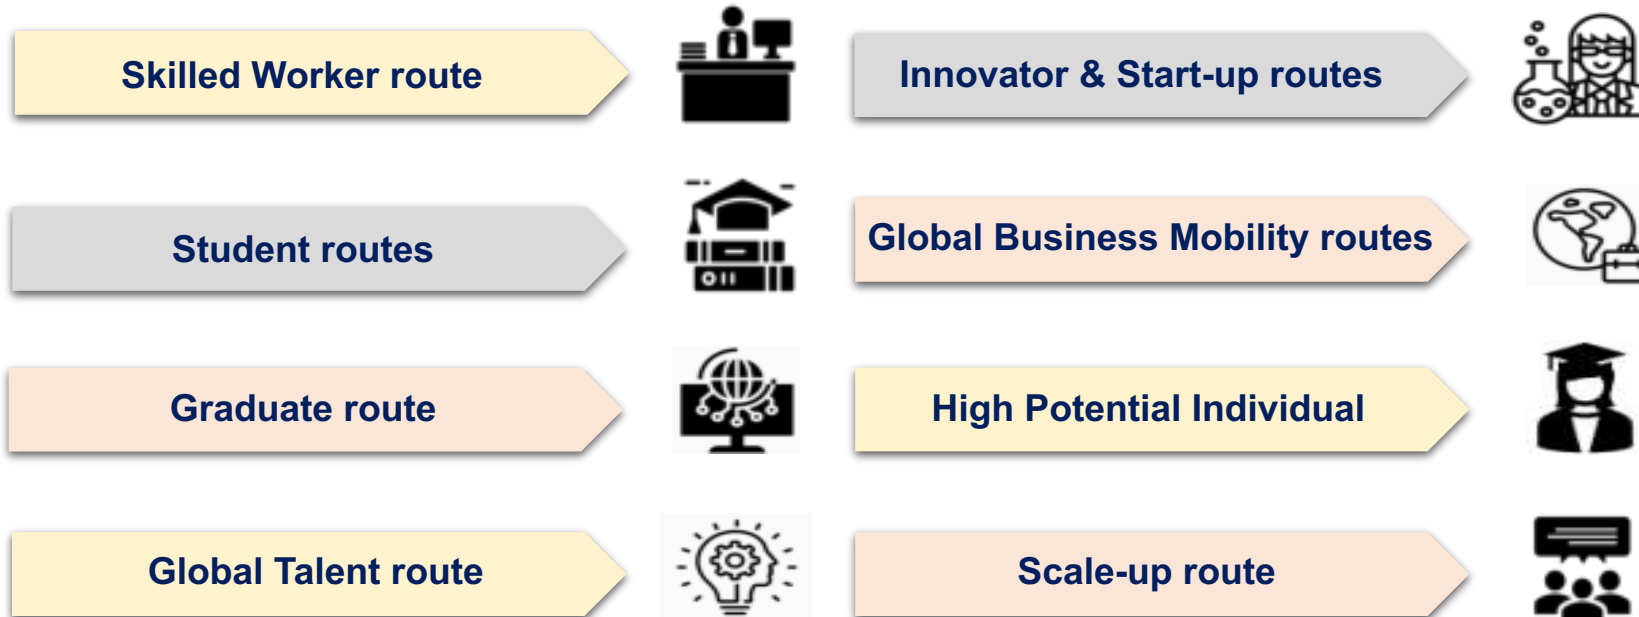 Skilled Worker route
Innovator & Start-up routes
Student routes
Global Business Mobility routes
Graduate route
High Potential Individual
Global Talent route
Scale-up route